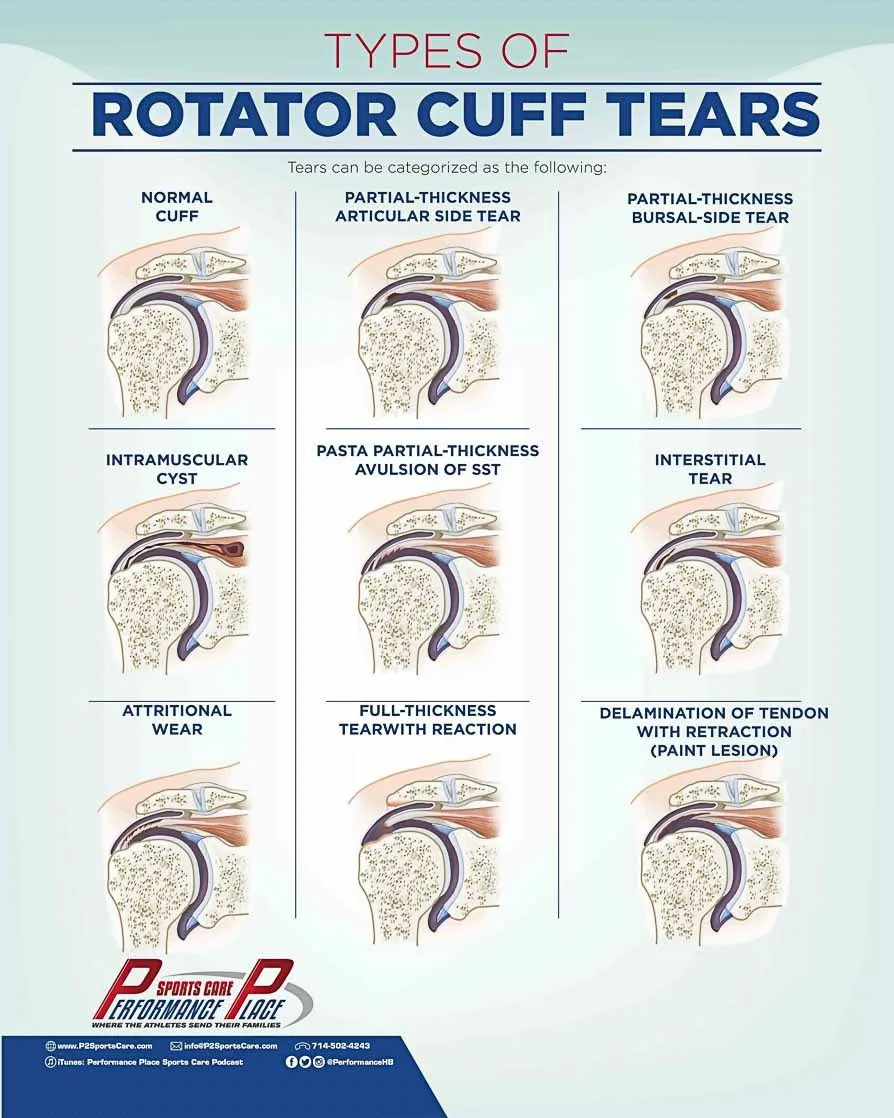 TYPES OF
ROTATOR CUFF TEARS
Tears can be categorized as the following:
NORMAL
CUFF
PARTIAL-THICKNESS
ARTICULAR SIDE TEAR
PARTIAL-THICKNESS
BURSAL-SIDE TEAR
INTRAMUSCULAR
CYST
PASTA PARTIAL-THICKNESS
AVULSION OF SST
INTERSTITIAL
TEAR
ATTRITIONAL
WEAR
FULL-THICKNESS
TEARWITH REACTION
DELAMINATION OF TENDON
WITH RETRACTION
(PAINT LESION)
SPORTS CARE
PERFORMANCE PLACE
WHERE THE ATHLETES SEND THEIR FAMILIES
www.P2SportsCare.com info@P2SportsCare.com 714-502-4243
iTunes: Performance Place Sports Care Podcast @PerformanceHB